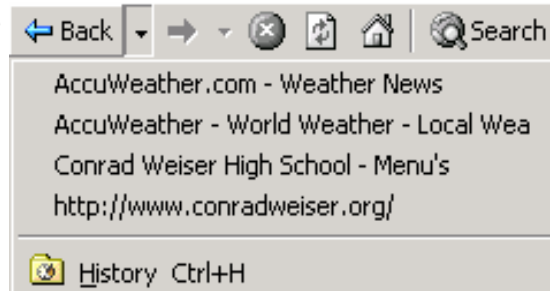 Back Search
AccuWeather.com - Weather News
AccuWeather - World Weather - Local Wea
Conrad Weiser High School - Menu's
http://www.conradweiser.org/
History Ctrl+H